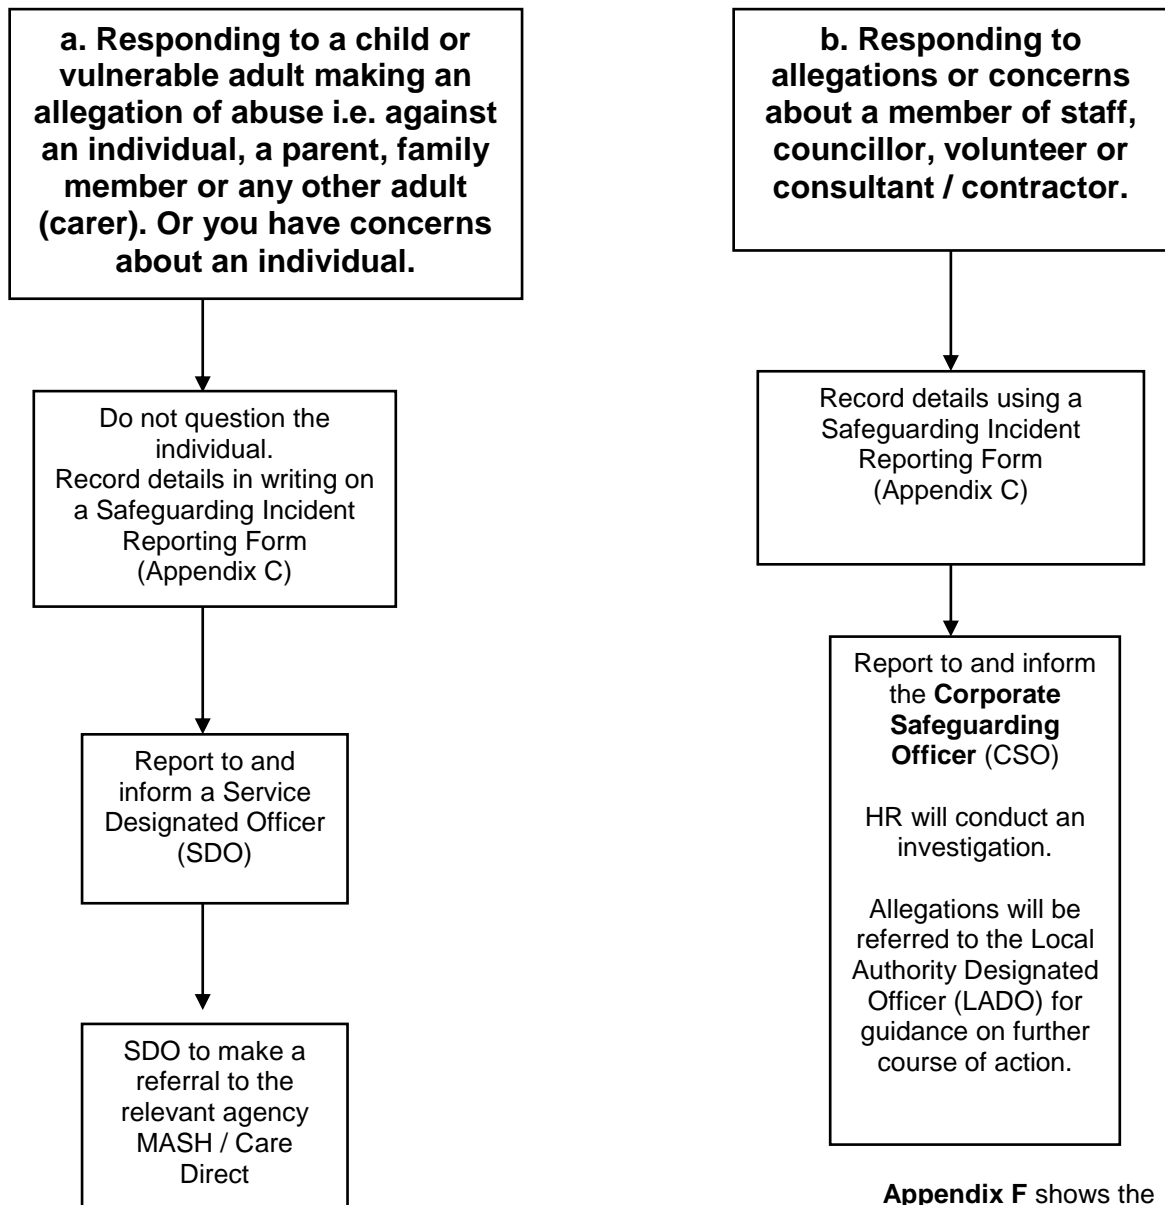 a. Responding to a child or
vulnerable adult making an
allegation of abuse i.e. against
an individual, a parent, family
member or any other adult
(carer). Or you have concerns
about an individual.
Do not question the
individual.
Record details in writing on
a Safeguarding Incident
Reporting Form
(Appendix C)
Report to and
inform a Service
Designated Officer
(SDO)
SDO to make a
referral to the
relevant agency
MASH / Care
Direct
b. Responding to
allegations or concerns
about a member of staff,
councillor, volunteer or
consultant / contractor.
Record details using a
Safeguarding Incident
Reporting Form
(Appendix C)
Report to and inform
the Corporate
Safeguarding
Officer (CSO)
HR will conduct an
investigation.
Allegations will be
referred to the Local
Authority Designated
Officer (LADO) for
guidance on further
course of action.
Appendix F shows the